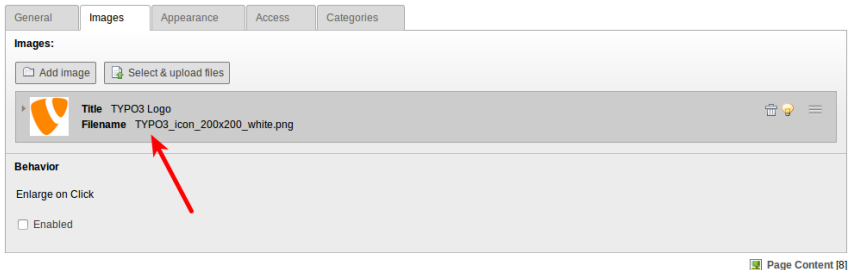 General Images Appearance Access Categories
Images:
Add image Select & upload files
Title TYPO3 Logo
Filename TYPO3_icon_200x200_white.png
Behavior
Enlarge on Click
Enabled
Page Content [8]